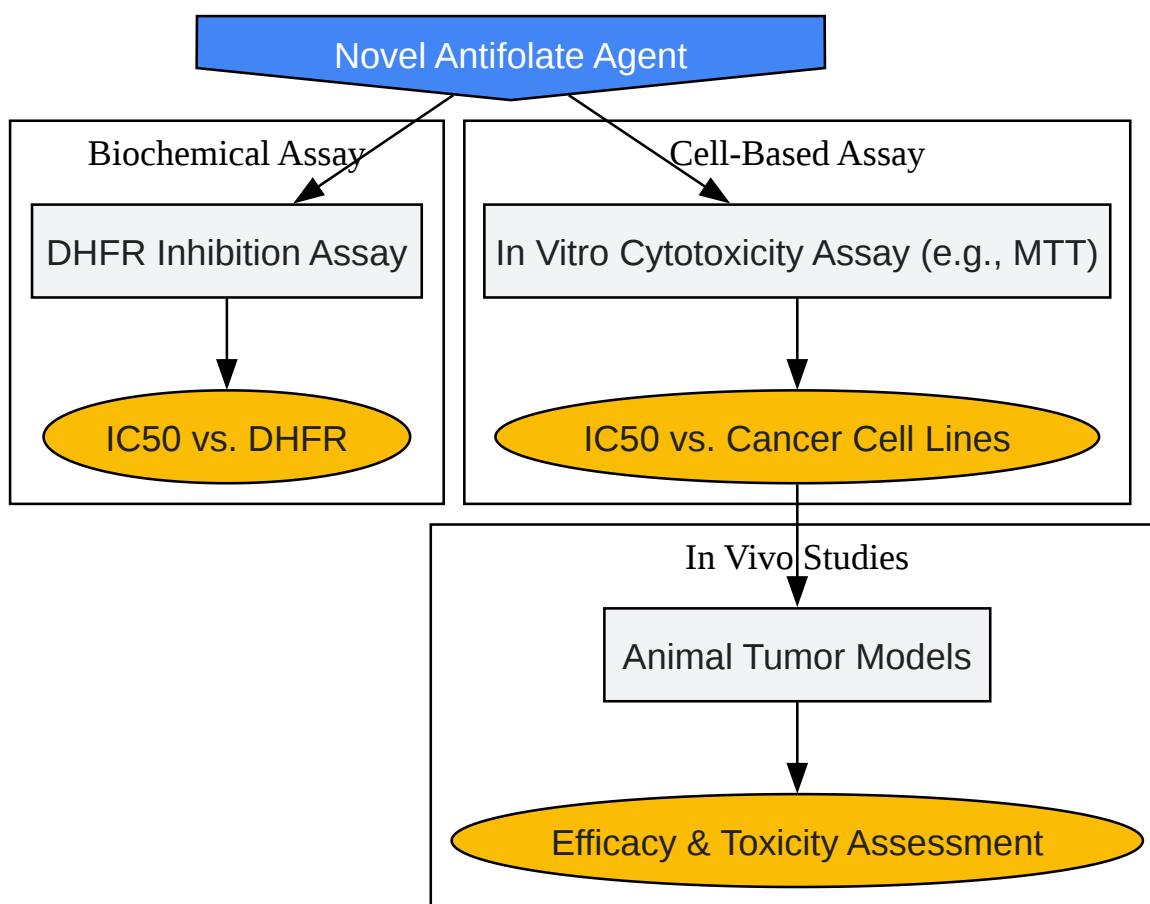 Novel Antifolate Agent
Biochemical Assay
Cell-Based Assay
DHFR Inhibition Assay
In Vitro Cytotoxicity Assay (e.g., MTT)
IC50 vs. DHFR
IC50 vs. Cancer Cell Lines
In Vivo Studies
Animal Tumor Models
Efficacy & Toxicity Assessment